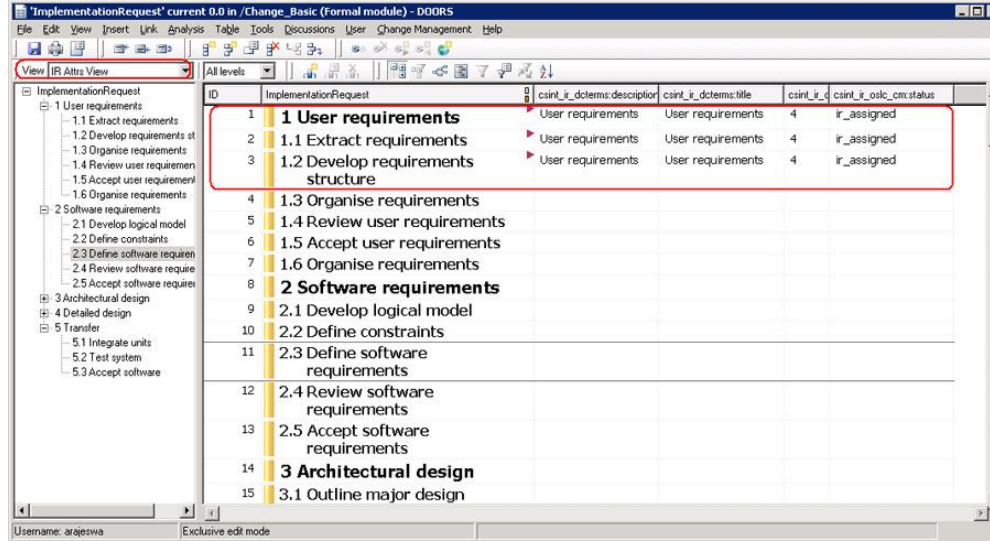 'ImplementationRequest' current 0.0 in /Change_Basic (Formal module) - DOORS
File Edit View Insert Link Analysis Table Tools Discussions User Change Management Help
View IR Attrs View All levels
ImplementationRequest
1 User requirements
1.1 Extract requirements
1.2 Develop requirements st
1.3 Organise requirements
1.4 Review user requiremen
1.5 Accept user requirement
1.6 Organise requirements
2 Software requirements
2.1 Develop logical model
2.2 Define constraints
2.3 Define software requiren
2.4 Review software require
2.5 Accept software requirei
3 Architectural design
4 Detailed design
5 Transfer
5.1 Integrate units
5.2 Test system
5.3 Accept software
ID ImplementationRequest csint_ir_dcterms:description csint_ir_dcterms:title csint_ir_c csint_ir_oslc_cm:status
1 1 User requirements User requirements User requirements 4 ir_assigned
2 1.1 Extract requirements User requirements User requirements 4 ir_assigned
3 1.2 Develop requirements User requirements User requirements 4 ir_assigned
structure
4 1.3 Organise requirements
5 1.4 Review user requirements
6 1.5 Accept user requirements
7 1.6 Organise requirements
8 2 Software requirements
9 2.1 Develop logical model
10 2.2 Define constraints
11 2.3 Define software
requirements
12 2.4 Review software
requirements
13 2.5 Accept software
requirements
14 3 Architectural design
15 3.1 Outline major design
Username: arajeswa Exclusive edit mode